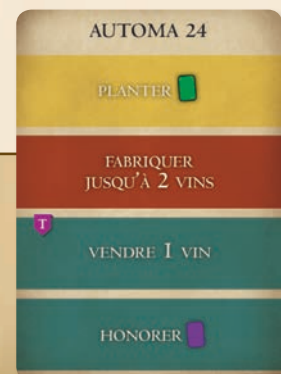 AUTOMA 24
PLANTER
FABRIQUER
JUSQU'À 2 VINS
T
VENDRE 1 VIN
HONORER